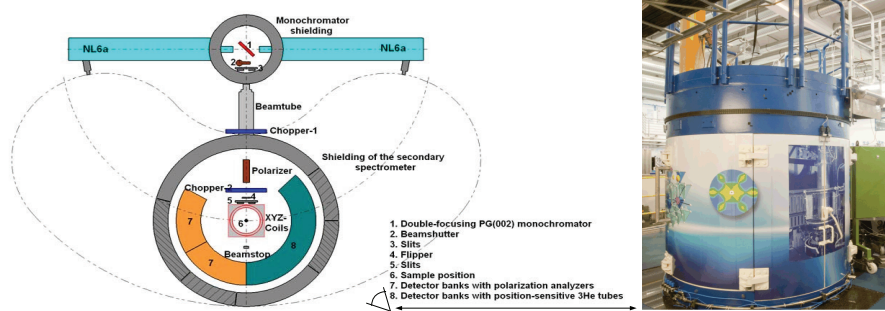 Monochromator
shielding
NL6a
NL6a
1
2
3
Beamtube
Chopper-1
Shielding of the secondary
spectrometer
Polarizer
Chopper-2
4
5
XYZ-
Coils
6
7
8
Beamstop
7
1. Double-focusing PG(002) monochromator
2. Beamshutter
3. Slits
4. Flipper
5. Slits
6. Sample position
7. Detector banks with polarization analyzers
8. Detector banks with position-sensitive 3He tubes